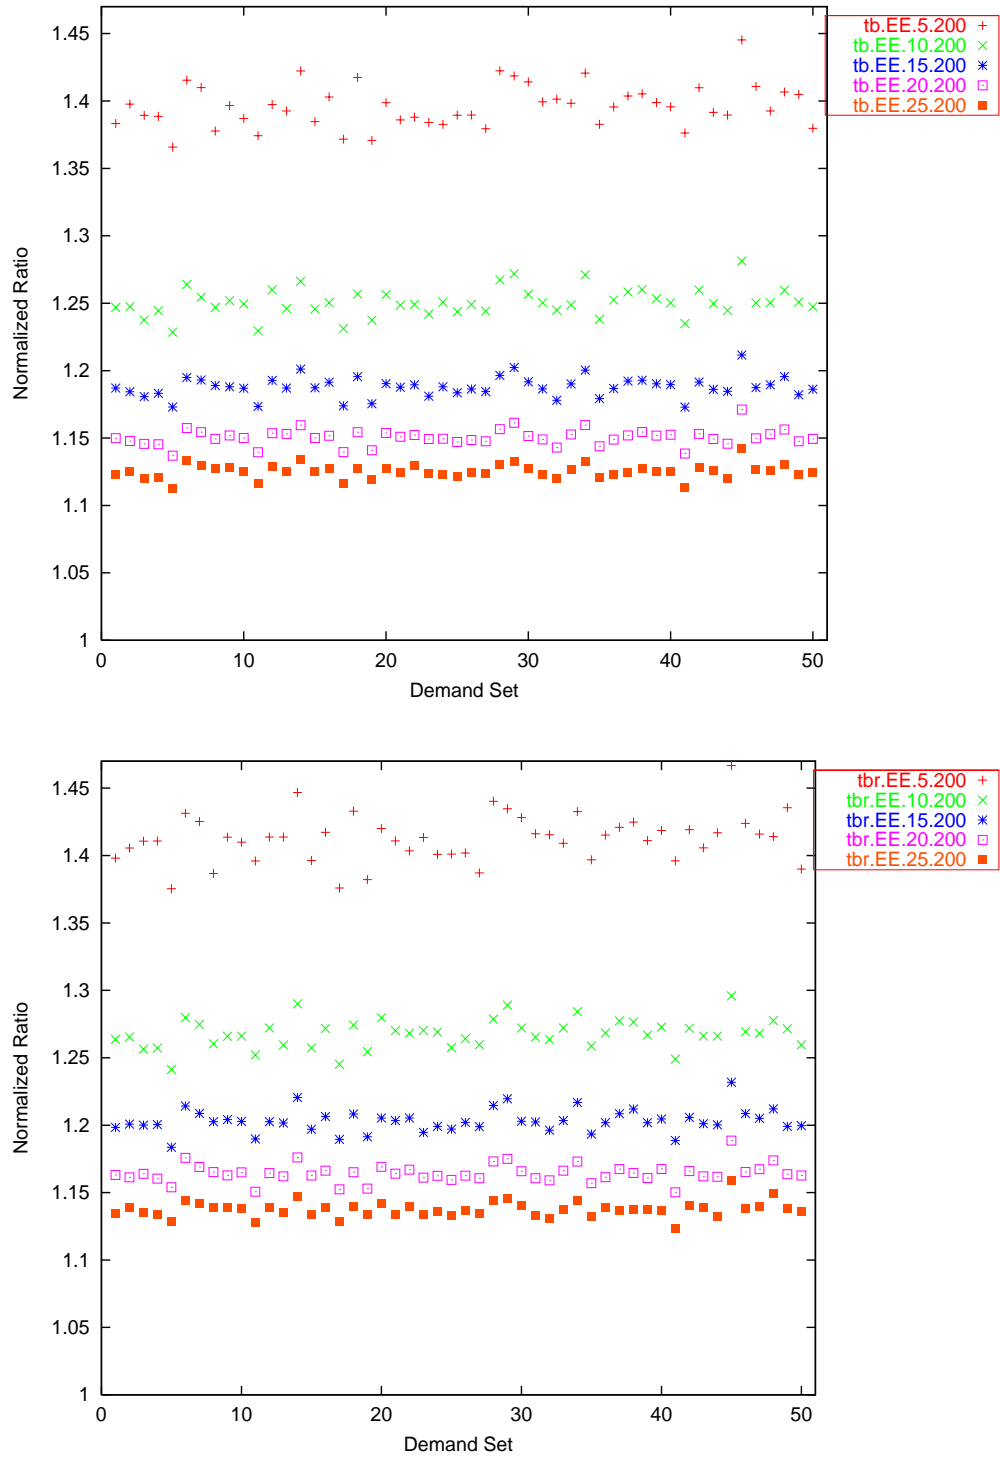 1.45
1.4
1.35
1.3
1.25
1.2
1.15
1.1
1.05
1
0 10 20 30 40 50
Normalized Ratio
Demand Set
tb.EE.5.200
tb.EE.10.200
tb.EE.15.200
tb.EE.20.200
tb.EE.25.200
1.45
1.4
1.35
1.3
1.25
1.2
1.15
1.1
1.05
1
0 10 20 30 40 50
Normalized Ratio
Demand Set
tbr.EE.5.200
tbr.EE.10.200
tbr.EE.15.200
tbr.EE.20.200
tbr.EE.25.200